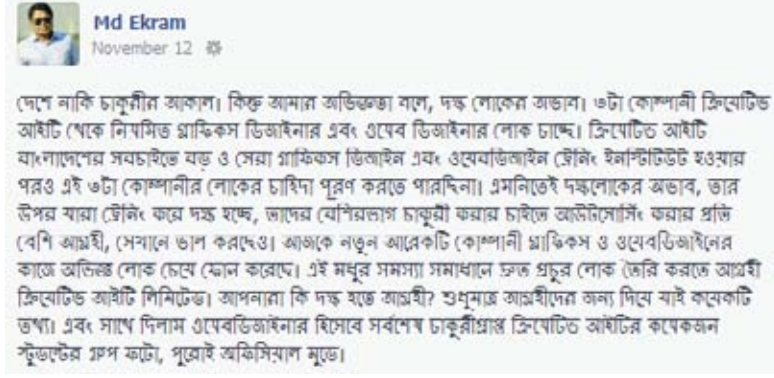 Md Ekram
November 12
দেশে নাকি চাকুরীর আকাল। কিন্তু আমার অভিজ্ঞতা বলে, দক্ষ লোকের অভাব। ৬টা কোম্পানী ক্রিয়েটিভ
আইটি থেকে নিয়মিত গ্রাফিকস ডিজাইনার এবং ওয়েব ডিজাইনার লোক চাচ্ছে। ক্রিয়েটিভ আইটি
বাংলাদেশের সবচাইতে বড় ও সেরা গ্রাফিকস ডিজাইন এবং ওয়েবডিজাইন ট্রেনিং ইনস্টিটিউট হওয়ার
পরও এই ৬টা কোম্পানীর লোকের চাহিদা পূরণ করতে পারছিনা। এমনিতেই দক্ষলোকের অভাব, তার
উপর যারা ট্রেনিং করে দক্ষ হচ্ছে, তাদের বেশিরভাগ চাকুরী করার চাইতে আউটসোর্সিং করার প্রতি
বেশি আগ্রহী, সেখানে ভাল করছেও। আজকে নতুন আরেকটি কোম্পানী গ্রাফিকস ও ওয়েবডিজাইনের
কাজে অভিজ্ঞ লোক চেয়ে ফোন করেছে। এই মধুর সমস্যা সমাধানে দ্রুত প্রচুর লোক তৈরি করতে আগ্রহী
ক্রিয়েটিভ আইটি লিমিটেড। আপনারা কি দক্ষ হতে আগ্রহী? শুধুমাত্র আগ্রহীদের জন্য দিয়ে যাই কয়েকটি
তথ্য। এবং সাথে দিলাম ওয়েবডিজাইনার হিসেবে সর্বশেষ চাকুরীপ্রাপ্ত ক্রিয়েটিভ আইটির কয়েকজন
স্টুডেন্টের গ্রুপ ফটো, পুরোই অফিসিয়াল মুডে।